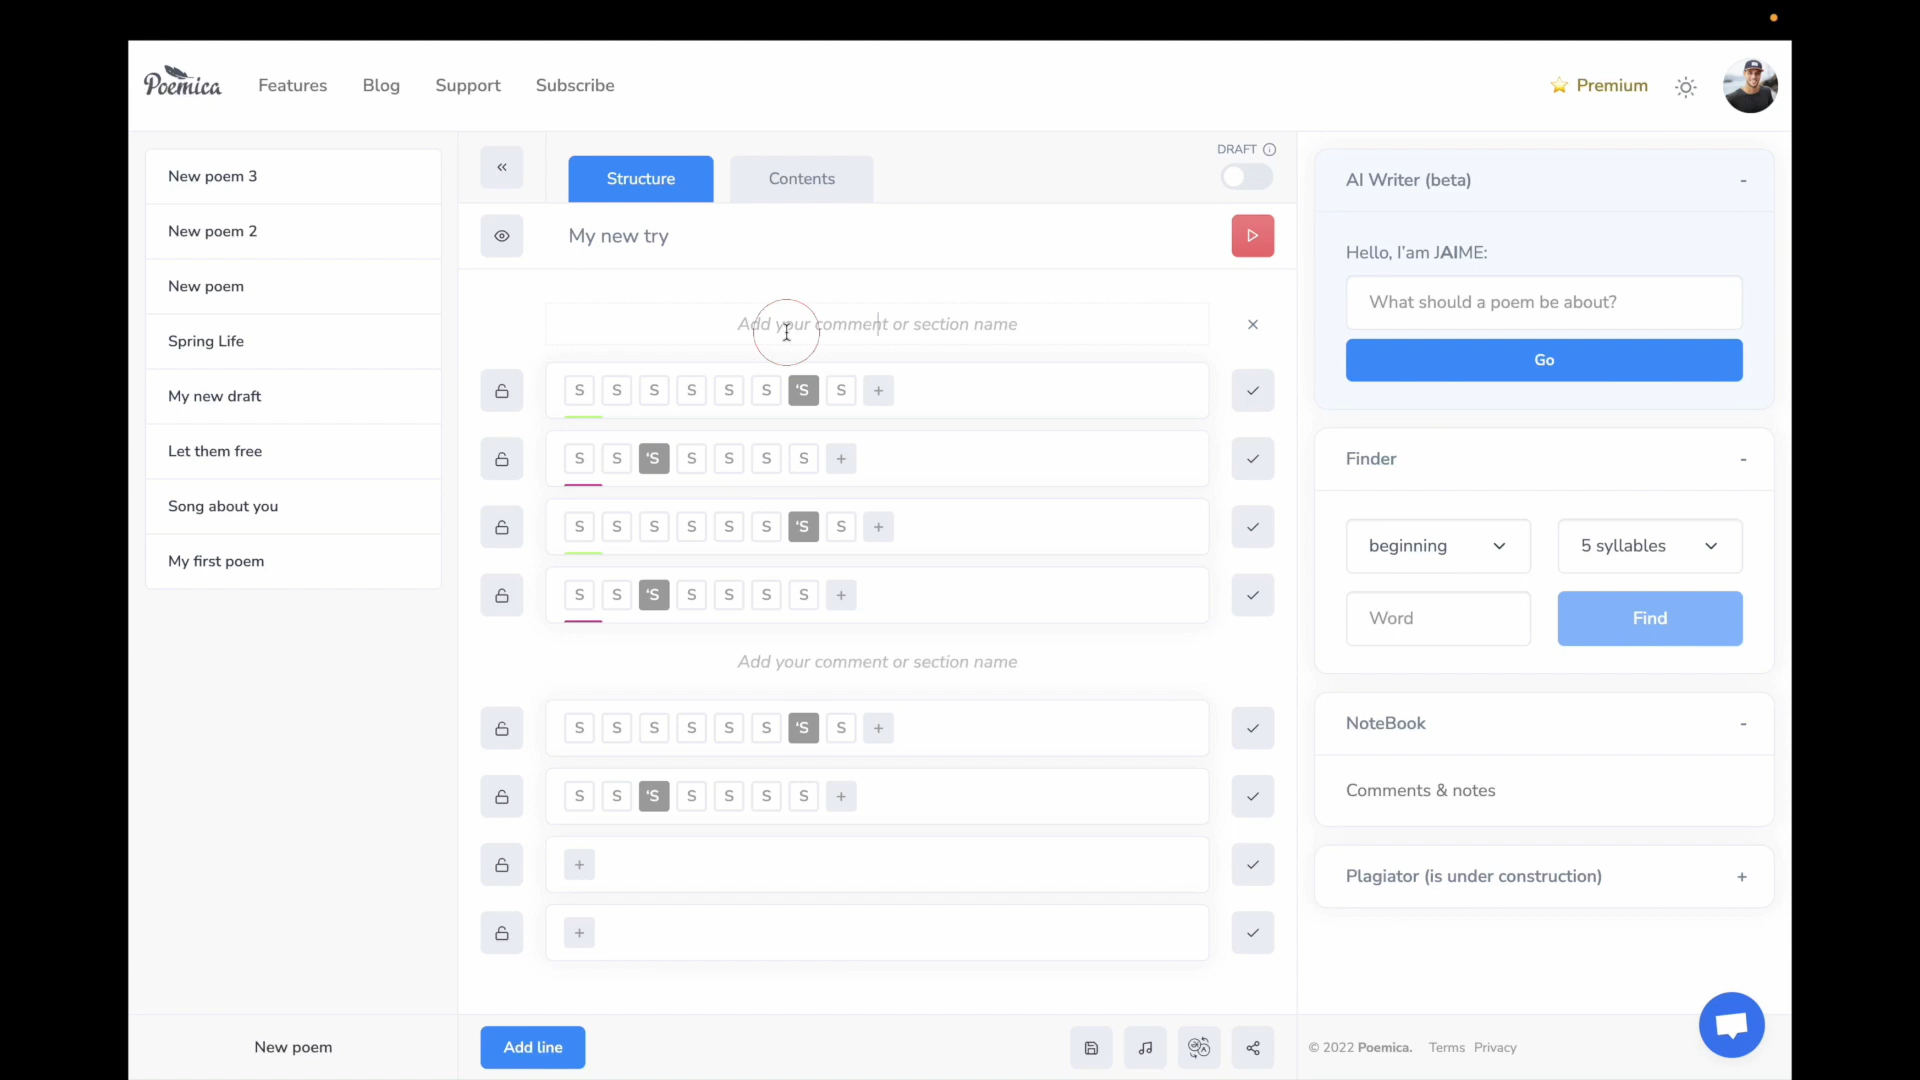 Poemica
Features
Blog
Support
Subscribe
Premium
New poem 3
New poem 2
New poem
Spring Life
My new draft
Let them free
Song about you
My first poem
New poem
«
Structure
Contents
DRAFT
My new try
Add your comment or section name
S S S S S S 'S S +
S S 'S S S S S +
S S S S S S 'S S +
S S 'S S S S S +
Add your comment or section name
S S S S S S 'S S +
S S 'S S S S S +
+
+
Add line
AI Writer (beta) -
Hello, I'am JAIME:
What should a poem be about?
Go
Finder -
beginning
5 syllables
Word
Find
NoteBook -
Comments & notes
Plagiator (is under construction) +
© 2022 Poemica. Terms Privacy